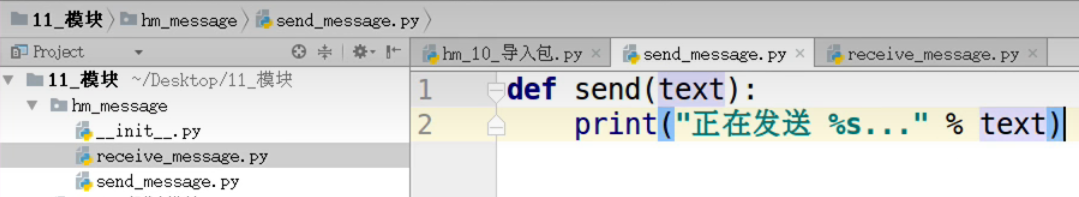 11_模块 hm_message send_message.py
Project
hm_10_导入包.py send_message.py receive_message.py
11_模块 ~/Desktop/11_模块
hm_message
__init__.py
receive_message.py
send_message.py
1 def send(text):
2 print("正在发送 %s..." % text)